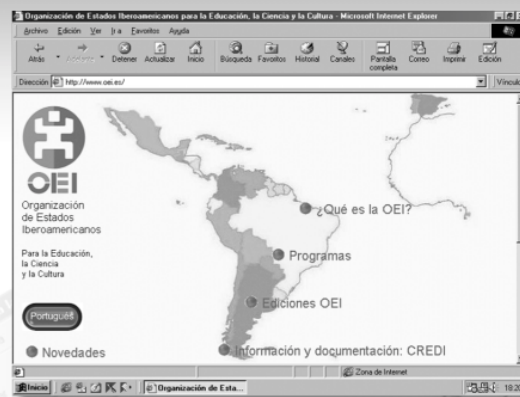 Organización de Estados Iberoamericanos para la Educación, la Ciencia y la Cultura - Microsoft Internet Explorer
Archivo Edición Ver Ir a Favoritos Ayuda
Atrás Detener Actualizar Inicio Búsqueda Favoritos Historial Canales Pantalla completa Correo Imprimir Edición
Dirección http://www.oei.es/ Vínculos
OEI
Organización
de Estados
Iberoamericanos
Para la Educación,
la Ciencia
y la Cultura
¿Qué es la OEI?
Programas
Ediciones OEI
Portugués
Novedades
Información y documentación: CREDI
Zona de Internet
Inicio
Organización de Esta...
18:20